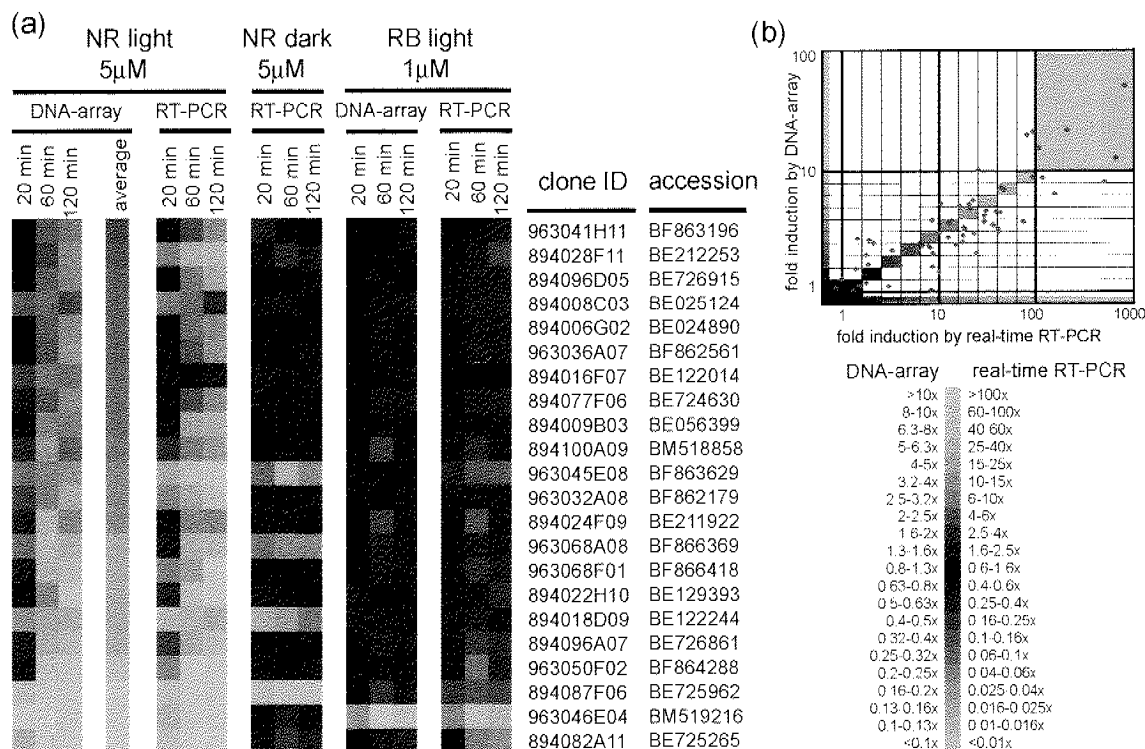 (a)
NR light
5µM
NR dark
5µM
RB light
1µM
DNA-array
RT-PCR
RT-PCR
DNA-array
RT-PCR
20 min
60 min
120 min
average
20 min
60 min
120 min
20 min
60 min
120 min
20 min
60 min
120 min
20 min
60 min
120 min
clone ID accession
963041H11 BF863196
894028F11 BE212253
894096D05 BE726915
894008C03 BE025124
894006G02 BE024890
963036A07 BF862561
894016F07 BE122014
894077F06 BE724630
894009B03 BE056399
894100A09 BM518858
963045E08 BF863629
963032A08 BF862179
894024F09 BE211922
963068A08 BF866369
963068F01 BF866418
894022H10 BE129393
894018D09 BE122244
894096A07 BE726861
963050F02 BF864288
894087F06 BE725962
963046E04 BM519216
894082A11 BE725265
(b)
fold induction by DNA-array
100
10
1
1 10 100 1000
fold induction by real-time RT-PCR
DNA-array real-time RT-PCR
>10x >100x
8-10x 60-100x
6.3-8x 40 60x
5-6.3x 25-40x
4-5x 15-25x
3.2-4x 10-15x
2.5-3.2x 6-10x
2-2.5x 4-6x
1.6-2x 2.5-4x
1.3-1.6x 1.6-2.5x
0.8-1.3x 0.6-1.6x
0.63-0.8x 0.4-0.6x
0.5-0.63x 0.25-0.4x
0.4-0.5x 0.16-0.25x
0.32-0.4x 0.1-0.16x
0.25-0.32x 0.06-0.1x
0.2-0.25x 0.04-0.06x
0.16-0.2x 0.025-0.04x
0.13-0.16x 0.016-0.025x
0.1-0.13x 0.01-0.016x
<0.1x <0.01x